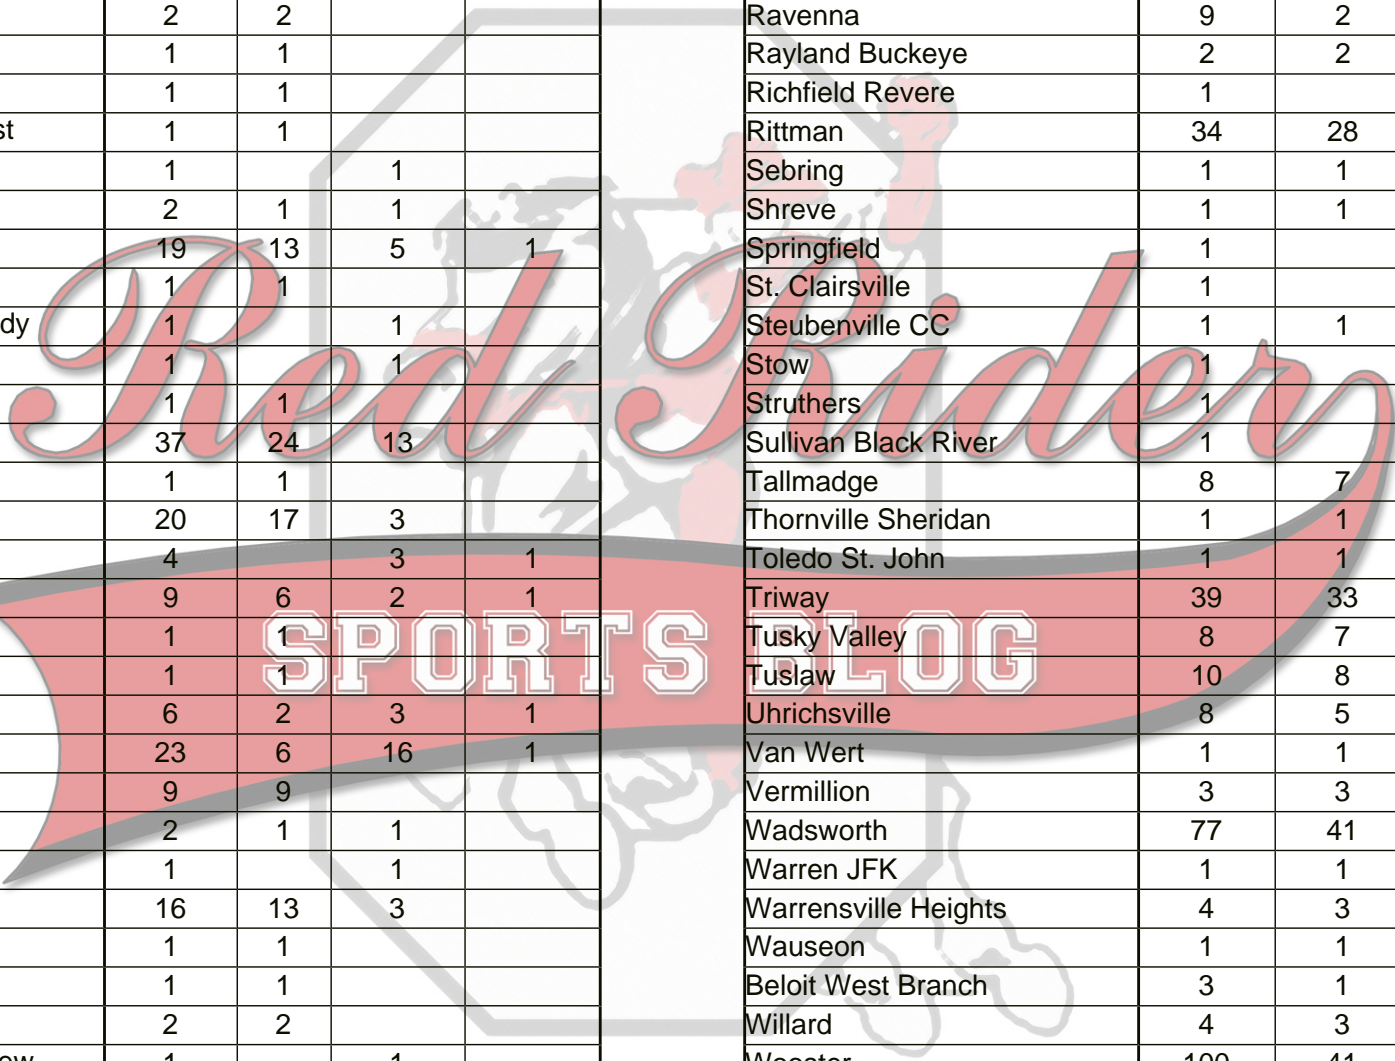 2 2 Ravenna 9 2
1 1 Rayland Buckeye 2 2
1 1 Richfield Revere 1
st 1 1 Rittman 34 28
1 1 Sebring 1 1
2 1 1 Shreve 1 1
19 13 5 1 Springfield 1
1 1 St. Clairsville 1
dy 1 1 Steubenville CC 1 1
1 1 Stow 1
1 1 Struthers 1
37 24 13 Sullivan Black River 1
1 1 Tallmadge 8 7
20 17 3 Thornville Sheridan 1 1
4 3 1 Toledo St. John 1 1
9 6 2 1 Triway 39 33
1 1 Tusky Valley 8 7
1 1 Tuslaw 10 8
6 2 3 1 Uhrichsville 8 5
23 6 16 1 Van Wert 1 1
9 9 Vermillion 3 3
2 1 1 Wadsworth 77 41
1 1 Warren JFK 1 1
16 13 3 Warrensville Heights 4 3
1 1 Wauseon 1 1
1 1 Beloit West Branch 3 1
2 2 Willard 4 3
ew 1 1 Wooster 100 41
Red Rider
SPORTS BLOG